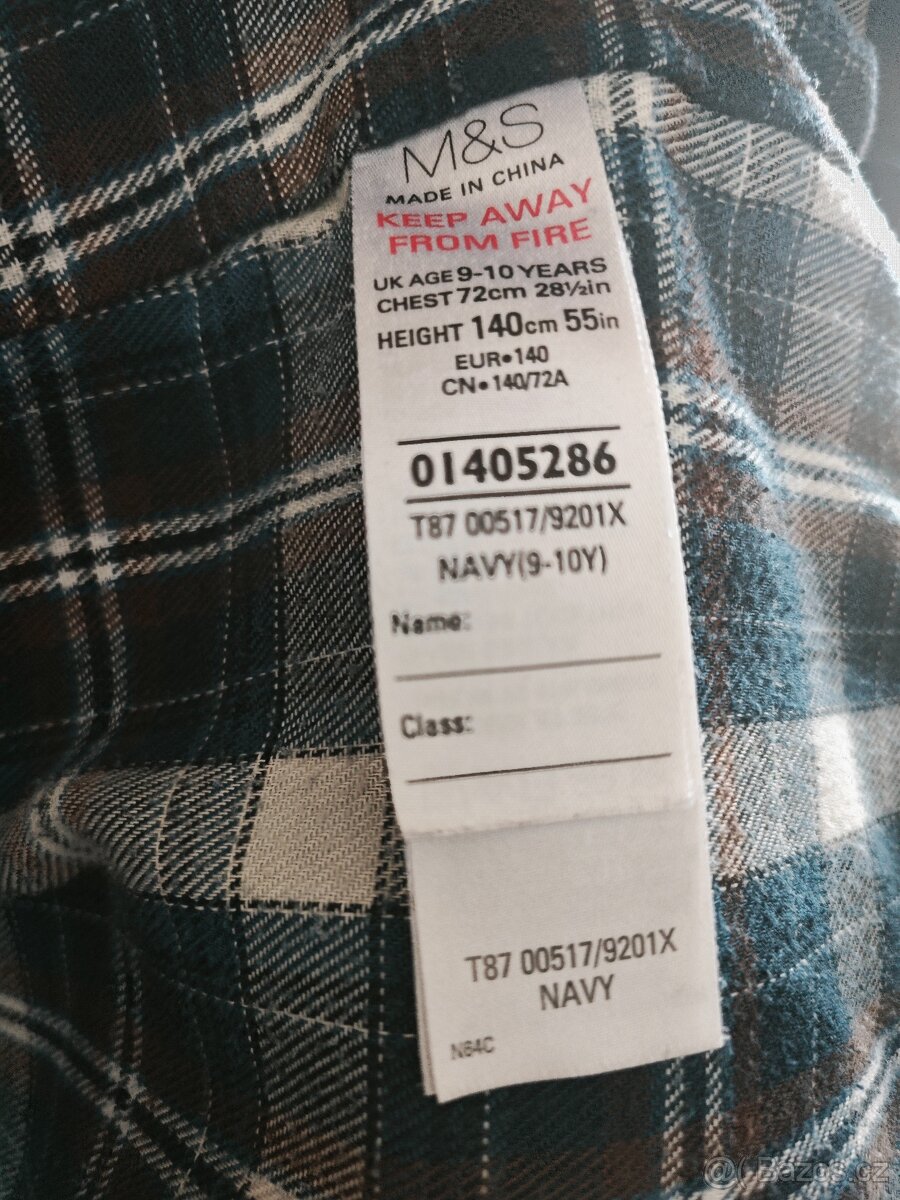 M&S
MADE IN CHINA
KEEP AWAY
FROM FIRE
UK AGE 9-10 YEARS
CHEST 72cm 28½in
HEIGHT 140cm 55in
EUR•140
CN•140/72A
01405286
T87 00517/9201X
NAVY(9-10Y)
Name:
Class:
T87 00517/9201X
NAVY
N64C
Bazos.cz